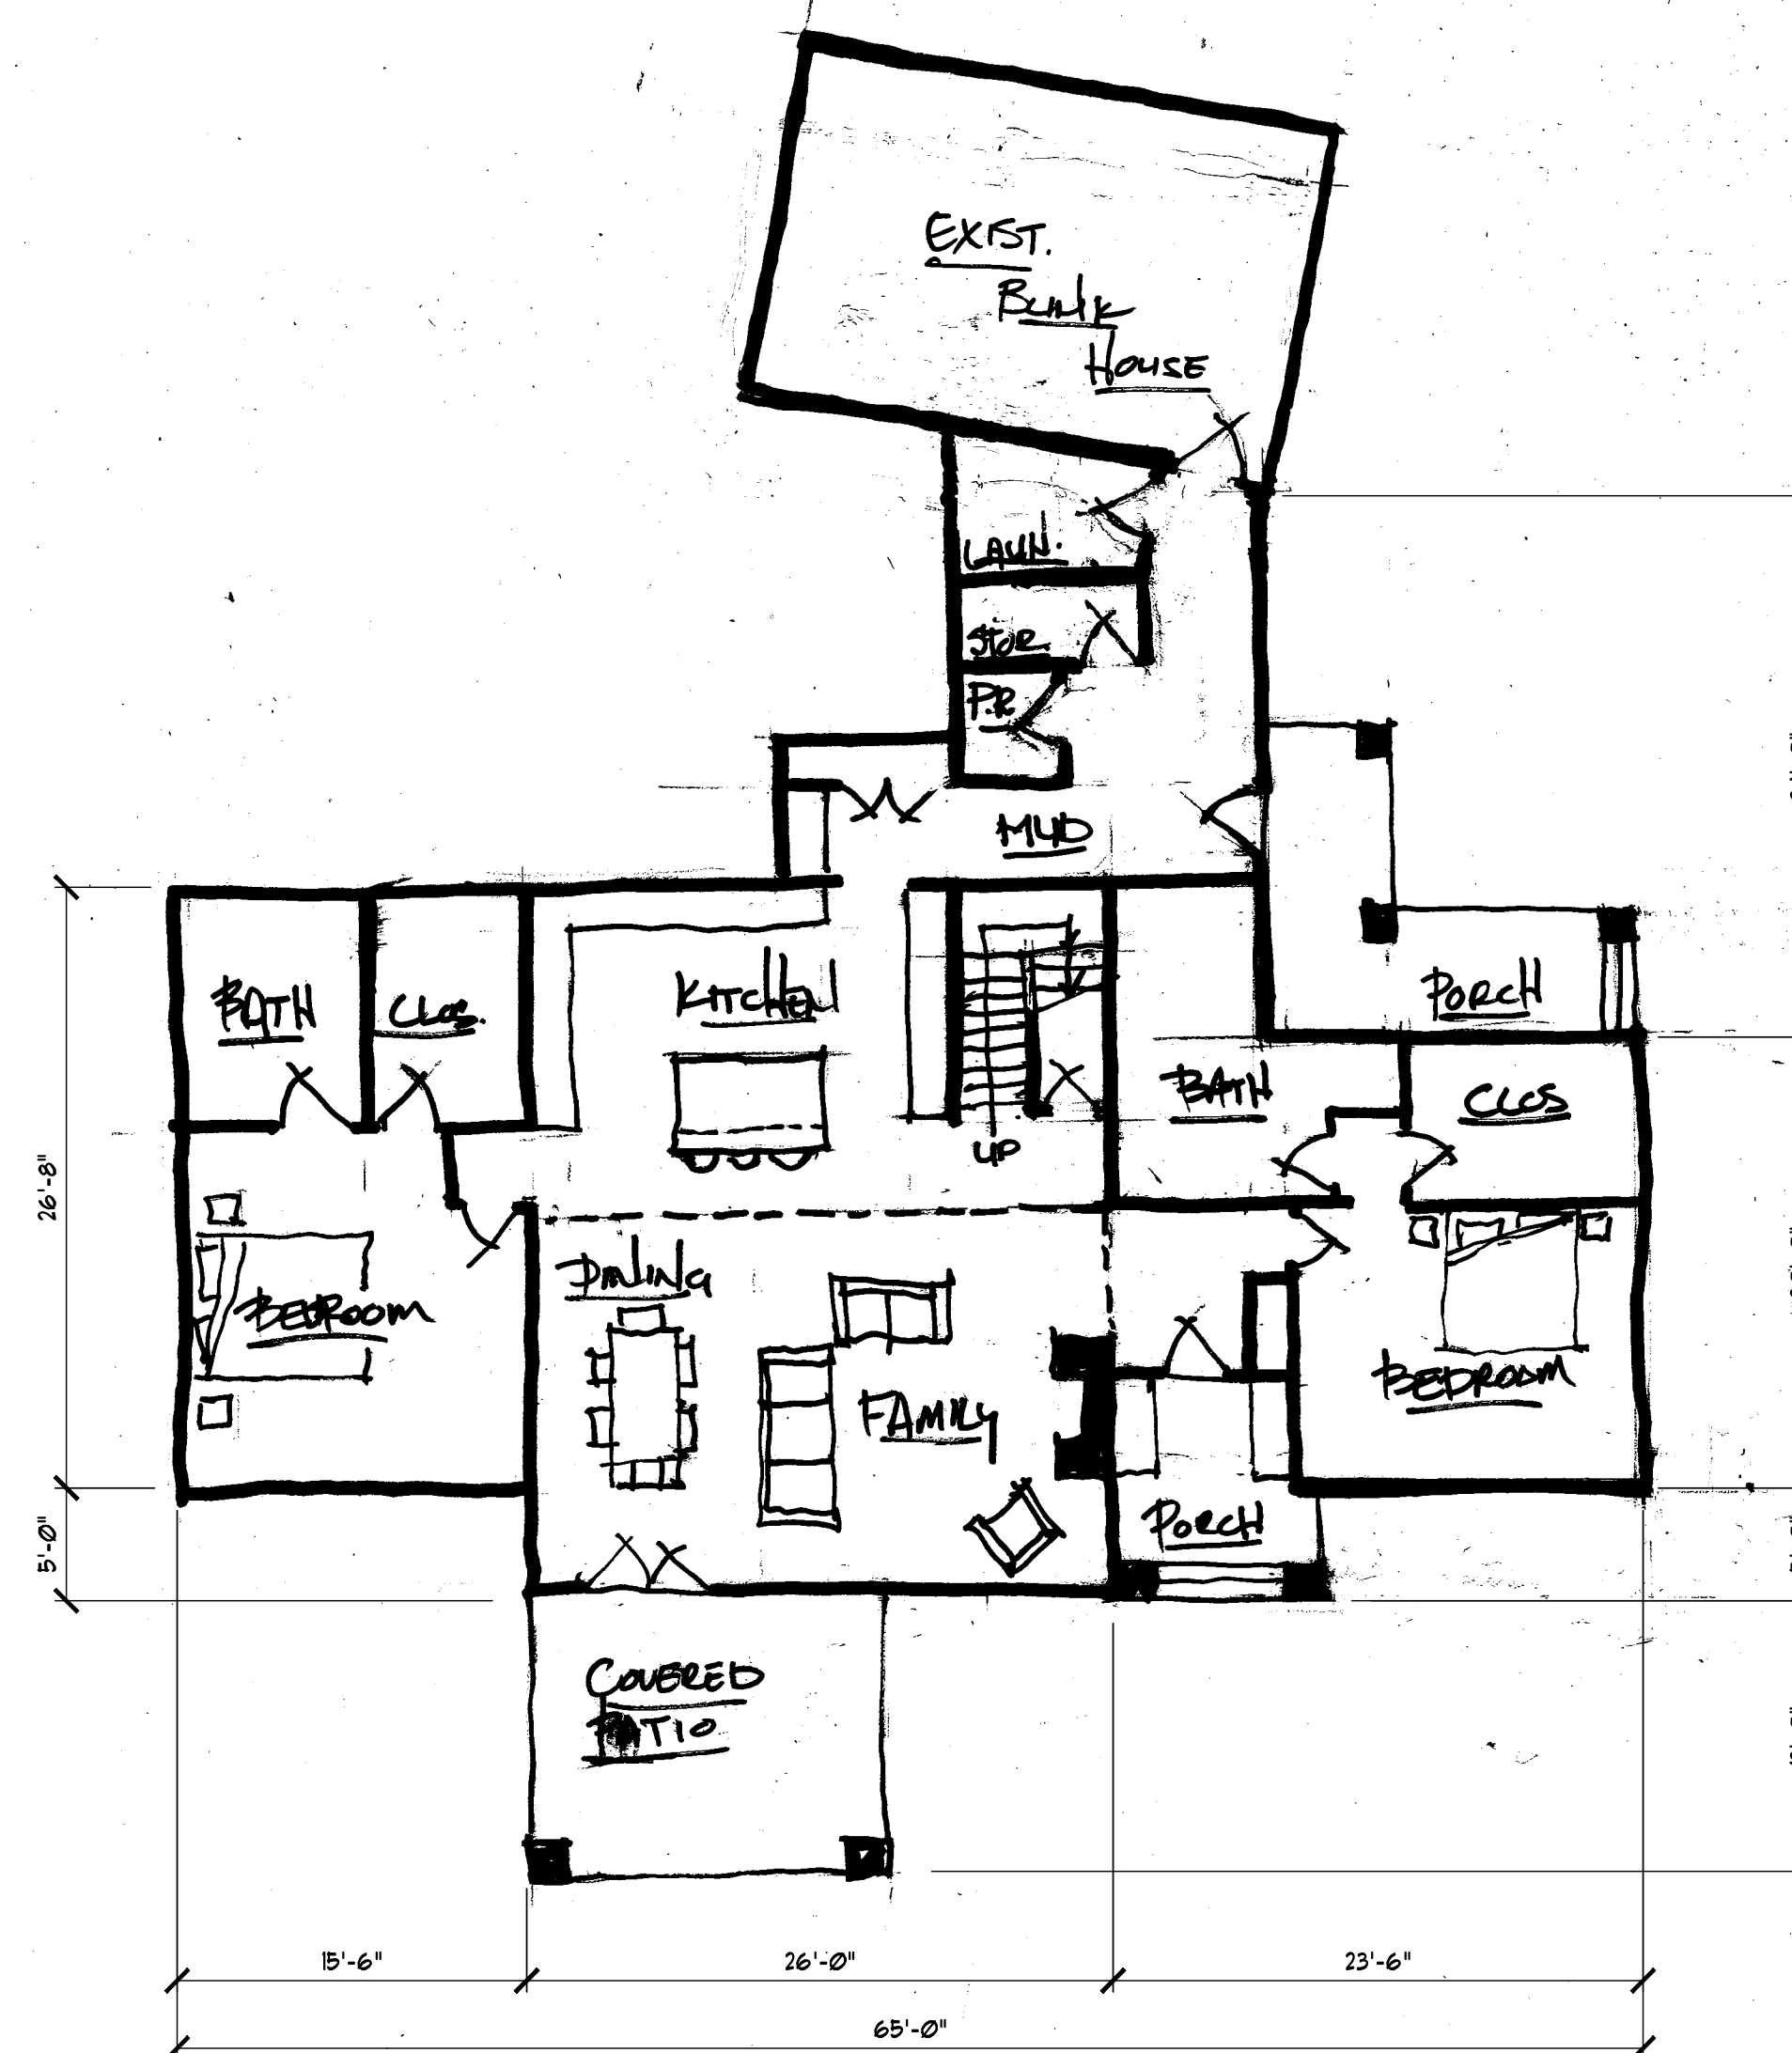 EXIST.
BUNK
HOUSE
LAUN.
STOR.
P.R
MUD
BATH
CLOS.
KITCHEN
PORCH
BATH
CLOS
UP
26'-8"
DINING
BEDROOM
FAMILY
BEDROOM
5'-0"
PORCH
COVERED
PATIO
15'-6"
26'-0"
23'-6"
65'-0"